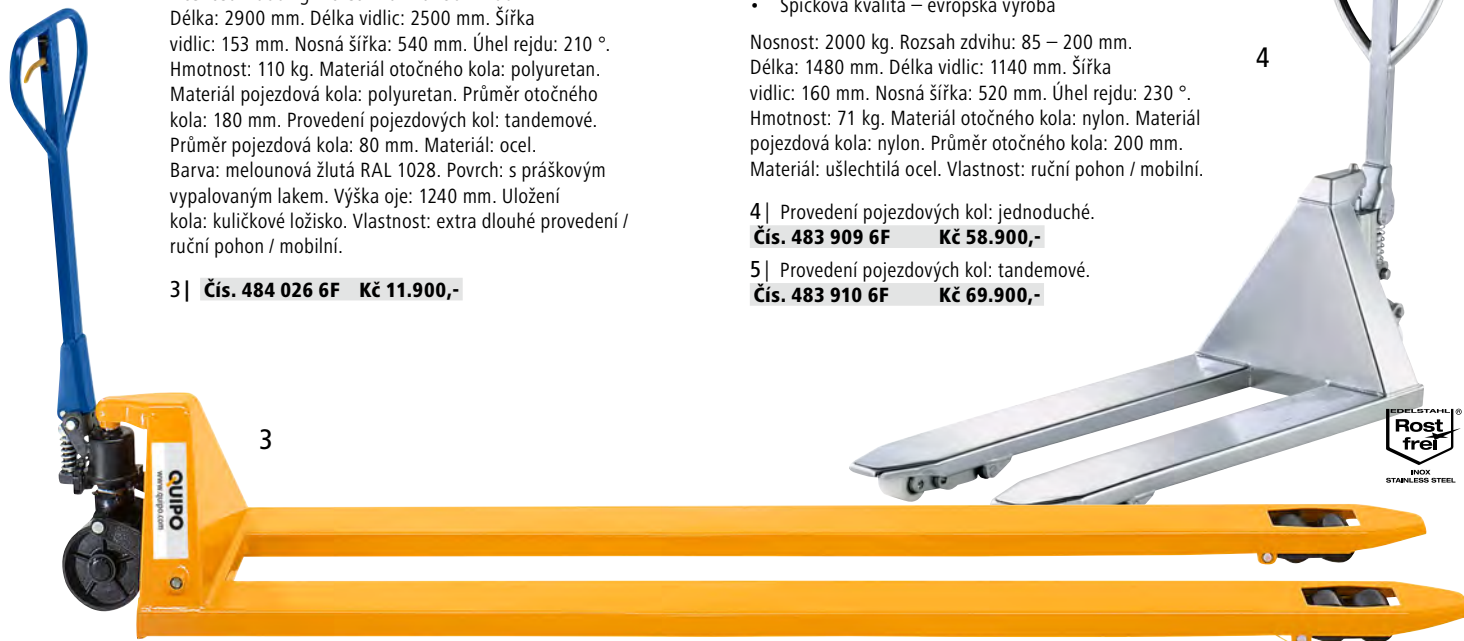 Délka: 2900 mm. Délka vidlic: 2500 mm. Šířka
vidlic: 153 mm. Nosná šířka: 540 mm. Úhel rejdu: 210 °.
Hmotnost: 110 kg. Materiál otočného kola: polyuretan.
Materiál pojezdová kola: polyuretan. Průměr otočného
kola: 180 mm. Provedení pojezdových kol: tandemové.
Průměr pojezdová kola: 80 mm. Materiál: ocel.
Barva: melounová žlutá RAL 1028. Povrch: s práškovým
vypalovaným lakem. Výška oje: 1240 mm. Uložení
kola: kuličkové ložisko. Vlastnost: extra dlouhé provedení /
ruční pohon / mobilní.
3| Čís. 484 026 6F Kč 11.900,-
3
QUIPO
www.quipo.com
• Špičková kvalita – evropská výroba
Nosnost: 2000 kg. Rozsah zdvihu: 85 – 200 mm.
Délka: 1480 mm. Délka vidlic: 1140 mm. Šířka
vidlic: 160 mm. Nosná šířka: 520 mm. Úhel rejdu: 230 °.
Hmotnost: 71 kg. Materiál otočného kola: nylon. Materiál
pojezdová kola: nylon. Průměr otočného kola: 200 mm.
Materiál: ušlechtilá ocel. Vlastnost: ruční pohon / mobilní.
4| Provedení pojezdových kol: jednoduché.
Čís. 483 909 6F Kč 58.900,-
5| Provedení pojezdových kol: tandemové.
Čís. 483 910 6F Kč 69.900,-
4
EDELSTAHL ®
Rost
frei
INOX
STAINLESS STEEL